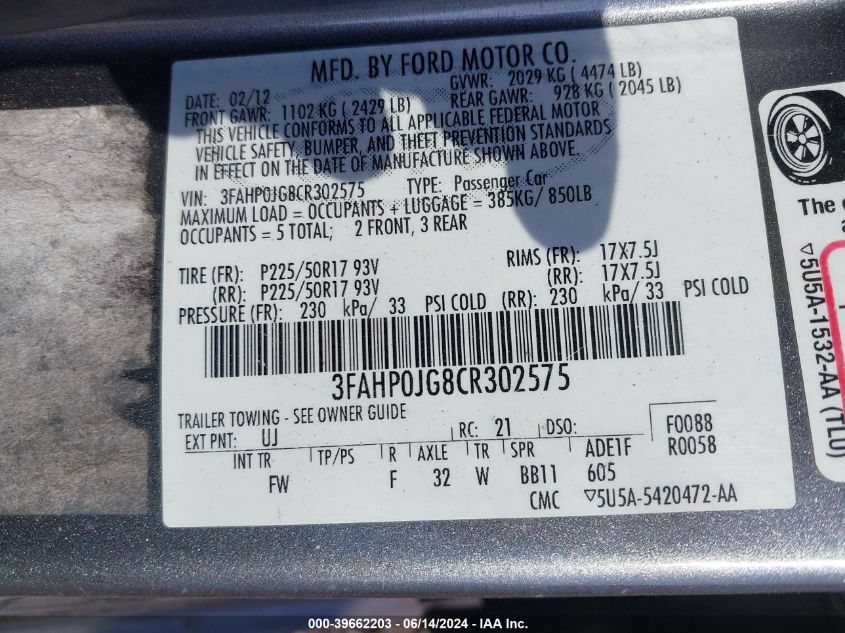 MFD. BY FORD MOTOR CO.
DATE: 02/12 GVWR: 2029 KG ( 4474 LB)
FRONT GAWR: 1102 KG ( 2429 LB) REAR GAWR: 928 KG ( 2045 LB)
THIS VEHICLE CONFORMS TO ALL APPLICABLE FEDERAL MOTOR
VEHICLE SAFETY, BUMPER, AND THEFT PREVENTION STANDARDS
IN EFFECT ON THE DATE OF MANUFACTURE SHOWN ABOVE.
VIN: 3FAHP0JG8CR302575 TYPE: Passenger Car
MAXIMUM LOAD = OCCUPANTS + LUGGAGE = 385KG/ 850LB
OCCUPANTS = 5 TOTAL; 2 FRONT, 3 REAR
TIRE (FR): P225/50R17 93V RIMS (FR): 17X7.5J
(RR): P225/50R17 93V (RR): 17X7.5J
PRESSURE (FR): 230 kPa/ 33 PSI COLD (RR): 230 kPa/ 33 PSI COLD
3FAHP0JG8CR302575
TRAILER TOWING - SEE OWNER GUIDE
EXT PNT: UJ RC: 21 DSO: F0088
INT TR TP/PS R AXLE TR SPR ADE1F R0058
FW F 32 W BB11 605
CMC ▽5U5A-5420472-AA
The
▽5U5A-1532-AA (TLU)
000-39662203 - 06/14/2024 - IAA Inc.